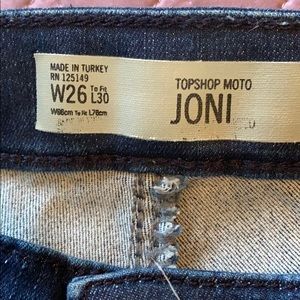 MADE IN TURKEY
RN 125149
W26 To Fit L30
W66cm To Fit L76cm
TOPSHOP MOTO
JONI